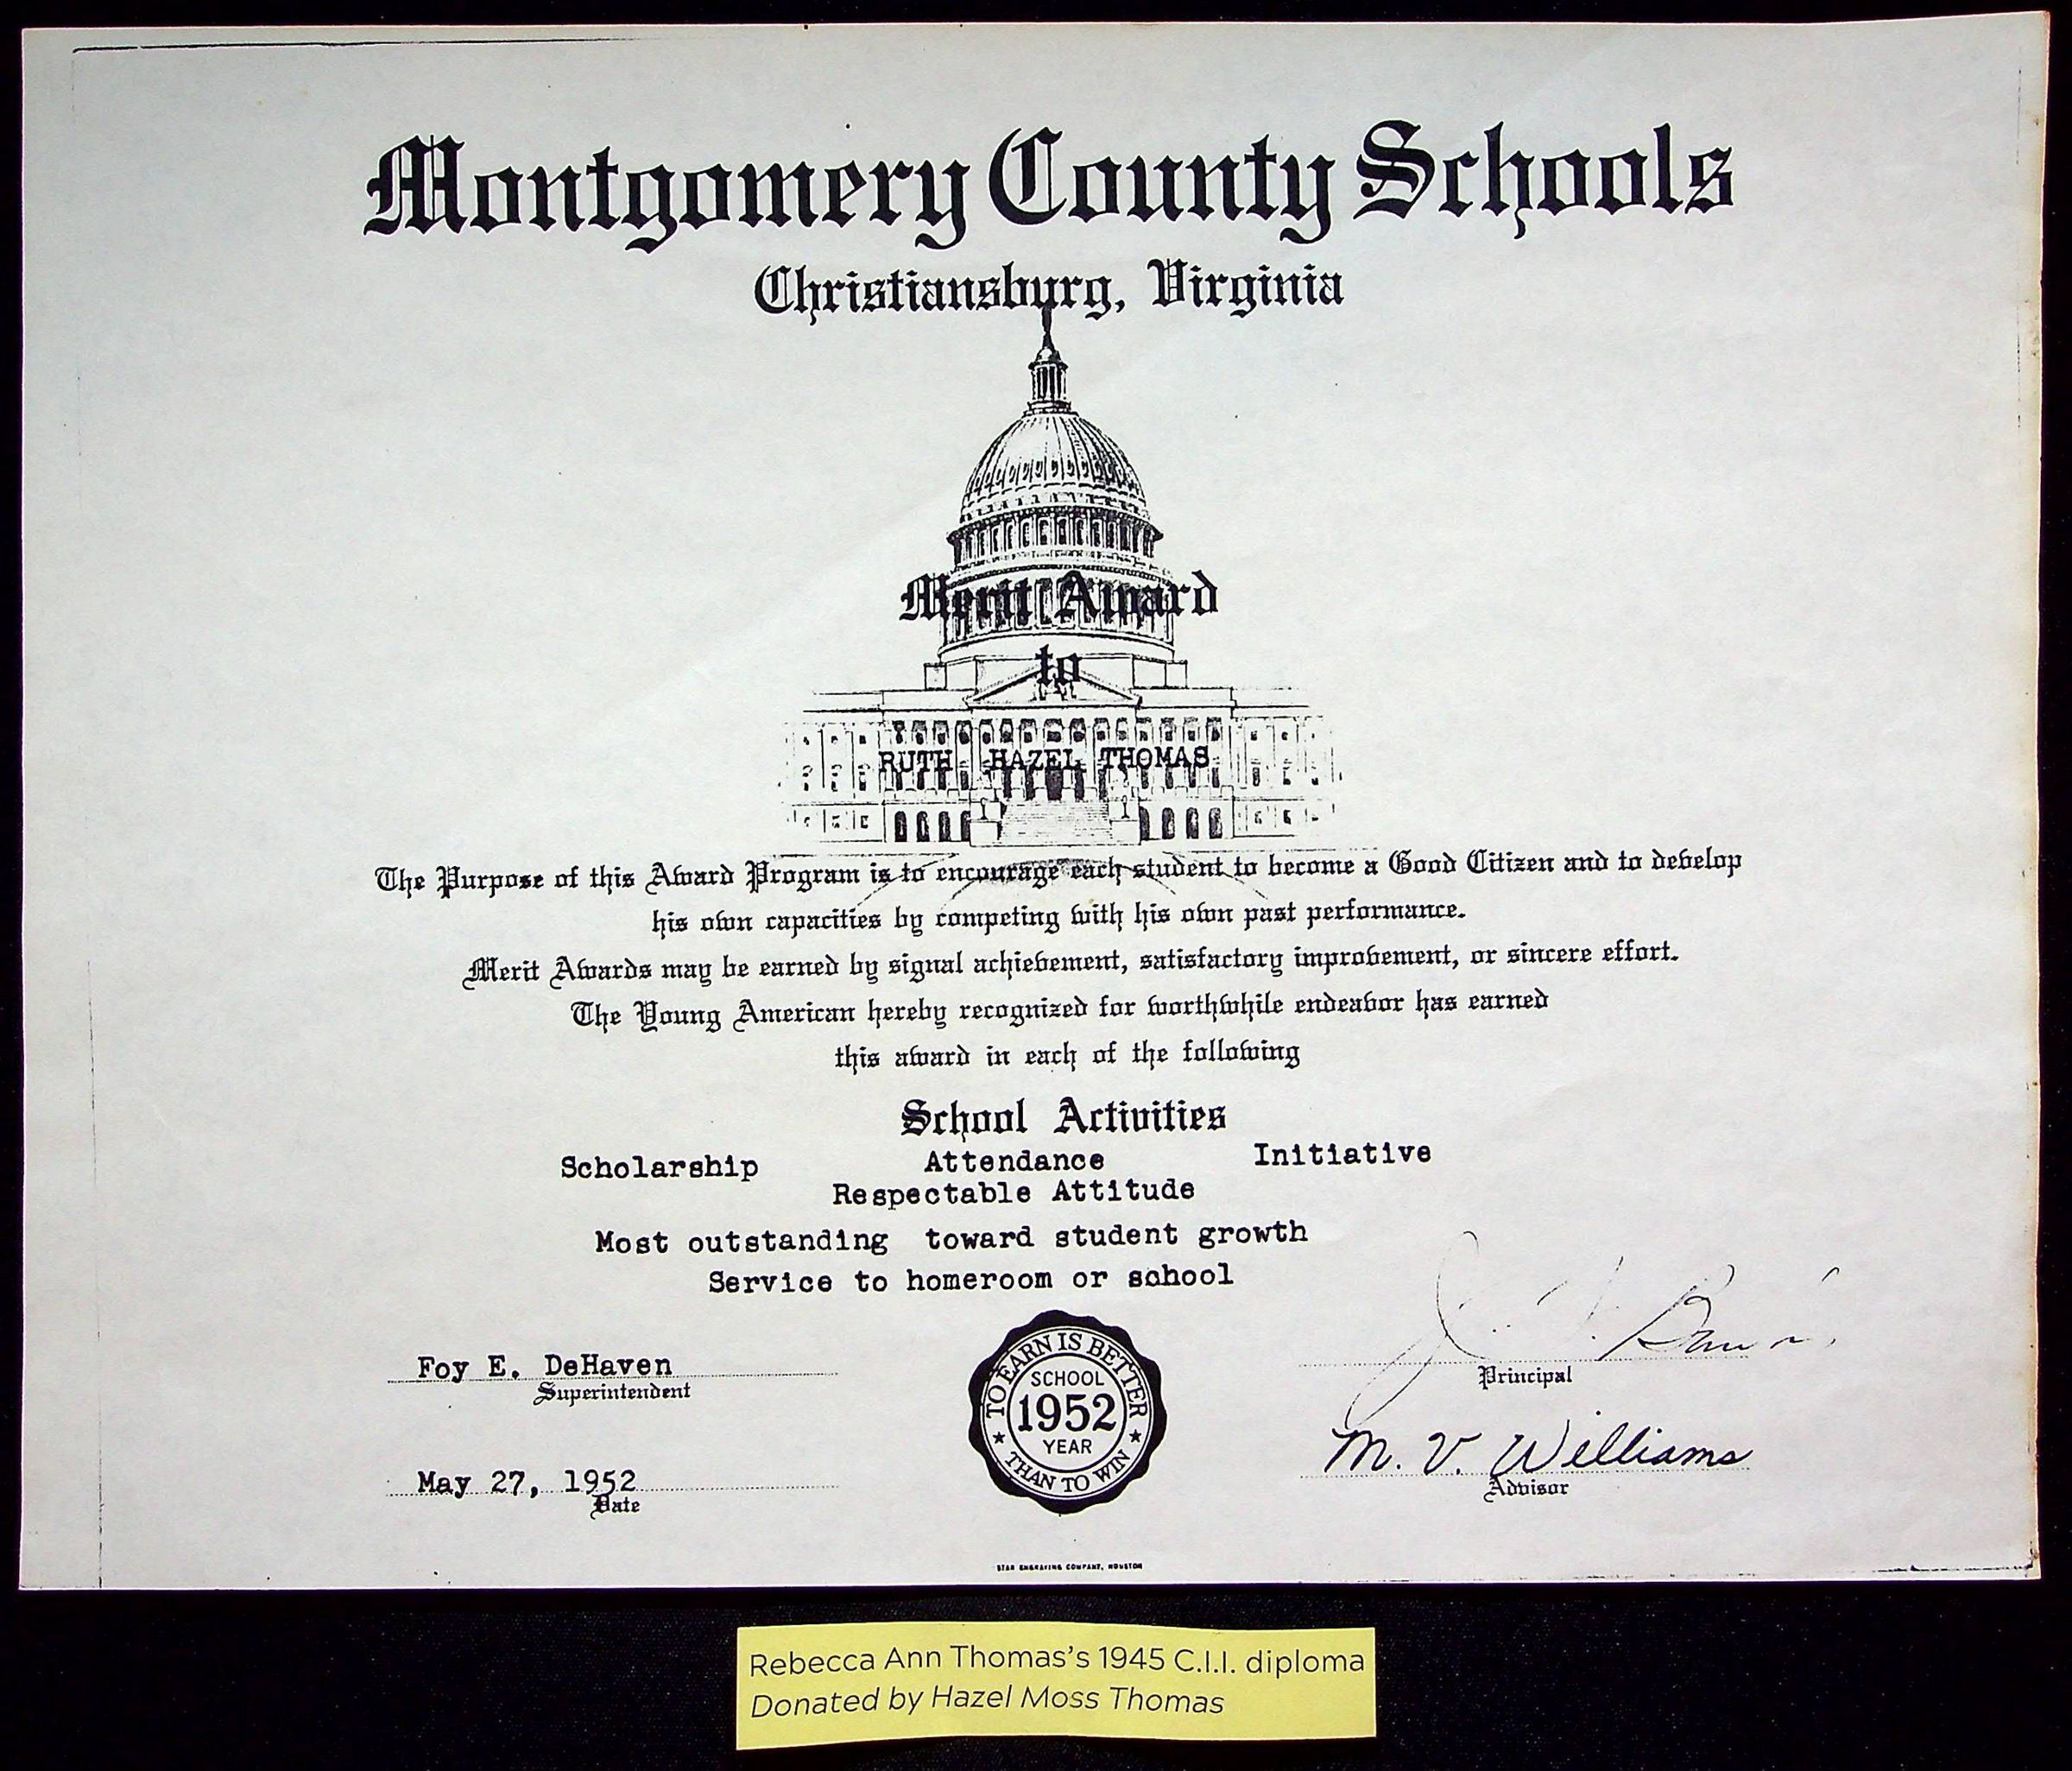 Montgomery County Schools
Christiansburg, Virginia
Merit Award
to
RUTH HAZEL THOMAS
The Purpose of this Award Program is to encourage each student to become a Good Citizen and to develop
his own capacities by competing with his own past performance.
Merit Awards may be earned by signal achievement, satisfactory improvement, or sincere effort.
The Young American hereby recognized for worthwhile endeavor has earned
this award in each of the following
School Activities
Scholarship Attendance Initiative
Respectable Attitude
Most outstanding toward student growth
Service to homeroom or school
Foy E. DeHaven
Superintendent
May 27, 1952
Date
TO EARN IS BETTER
SCHOOL
1952
YEAR
★ THAN TO WIN ★
Principal
M. V. Williams
Advisor
STAR ENGRAVING COMPANY, HOUSTON
Rebecca Ann Thomas's 1945 C.I.I. diploma
Donated by Hazel Moss Thomas